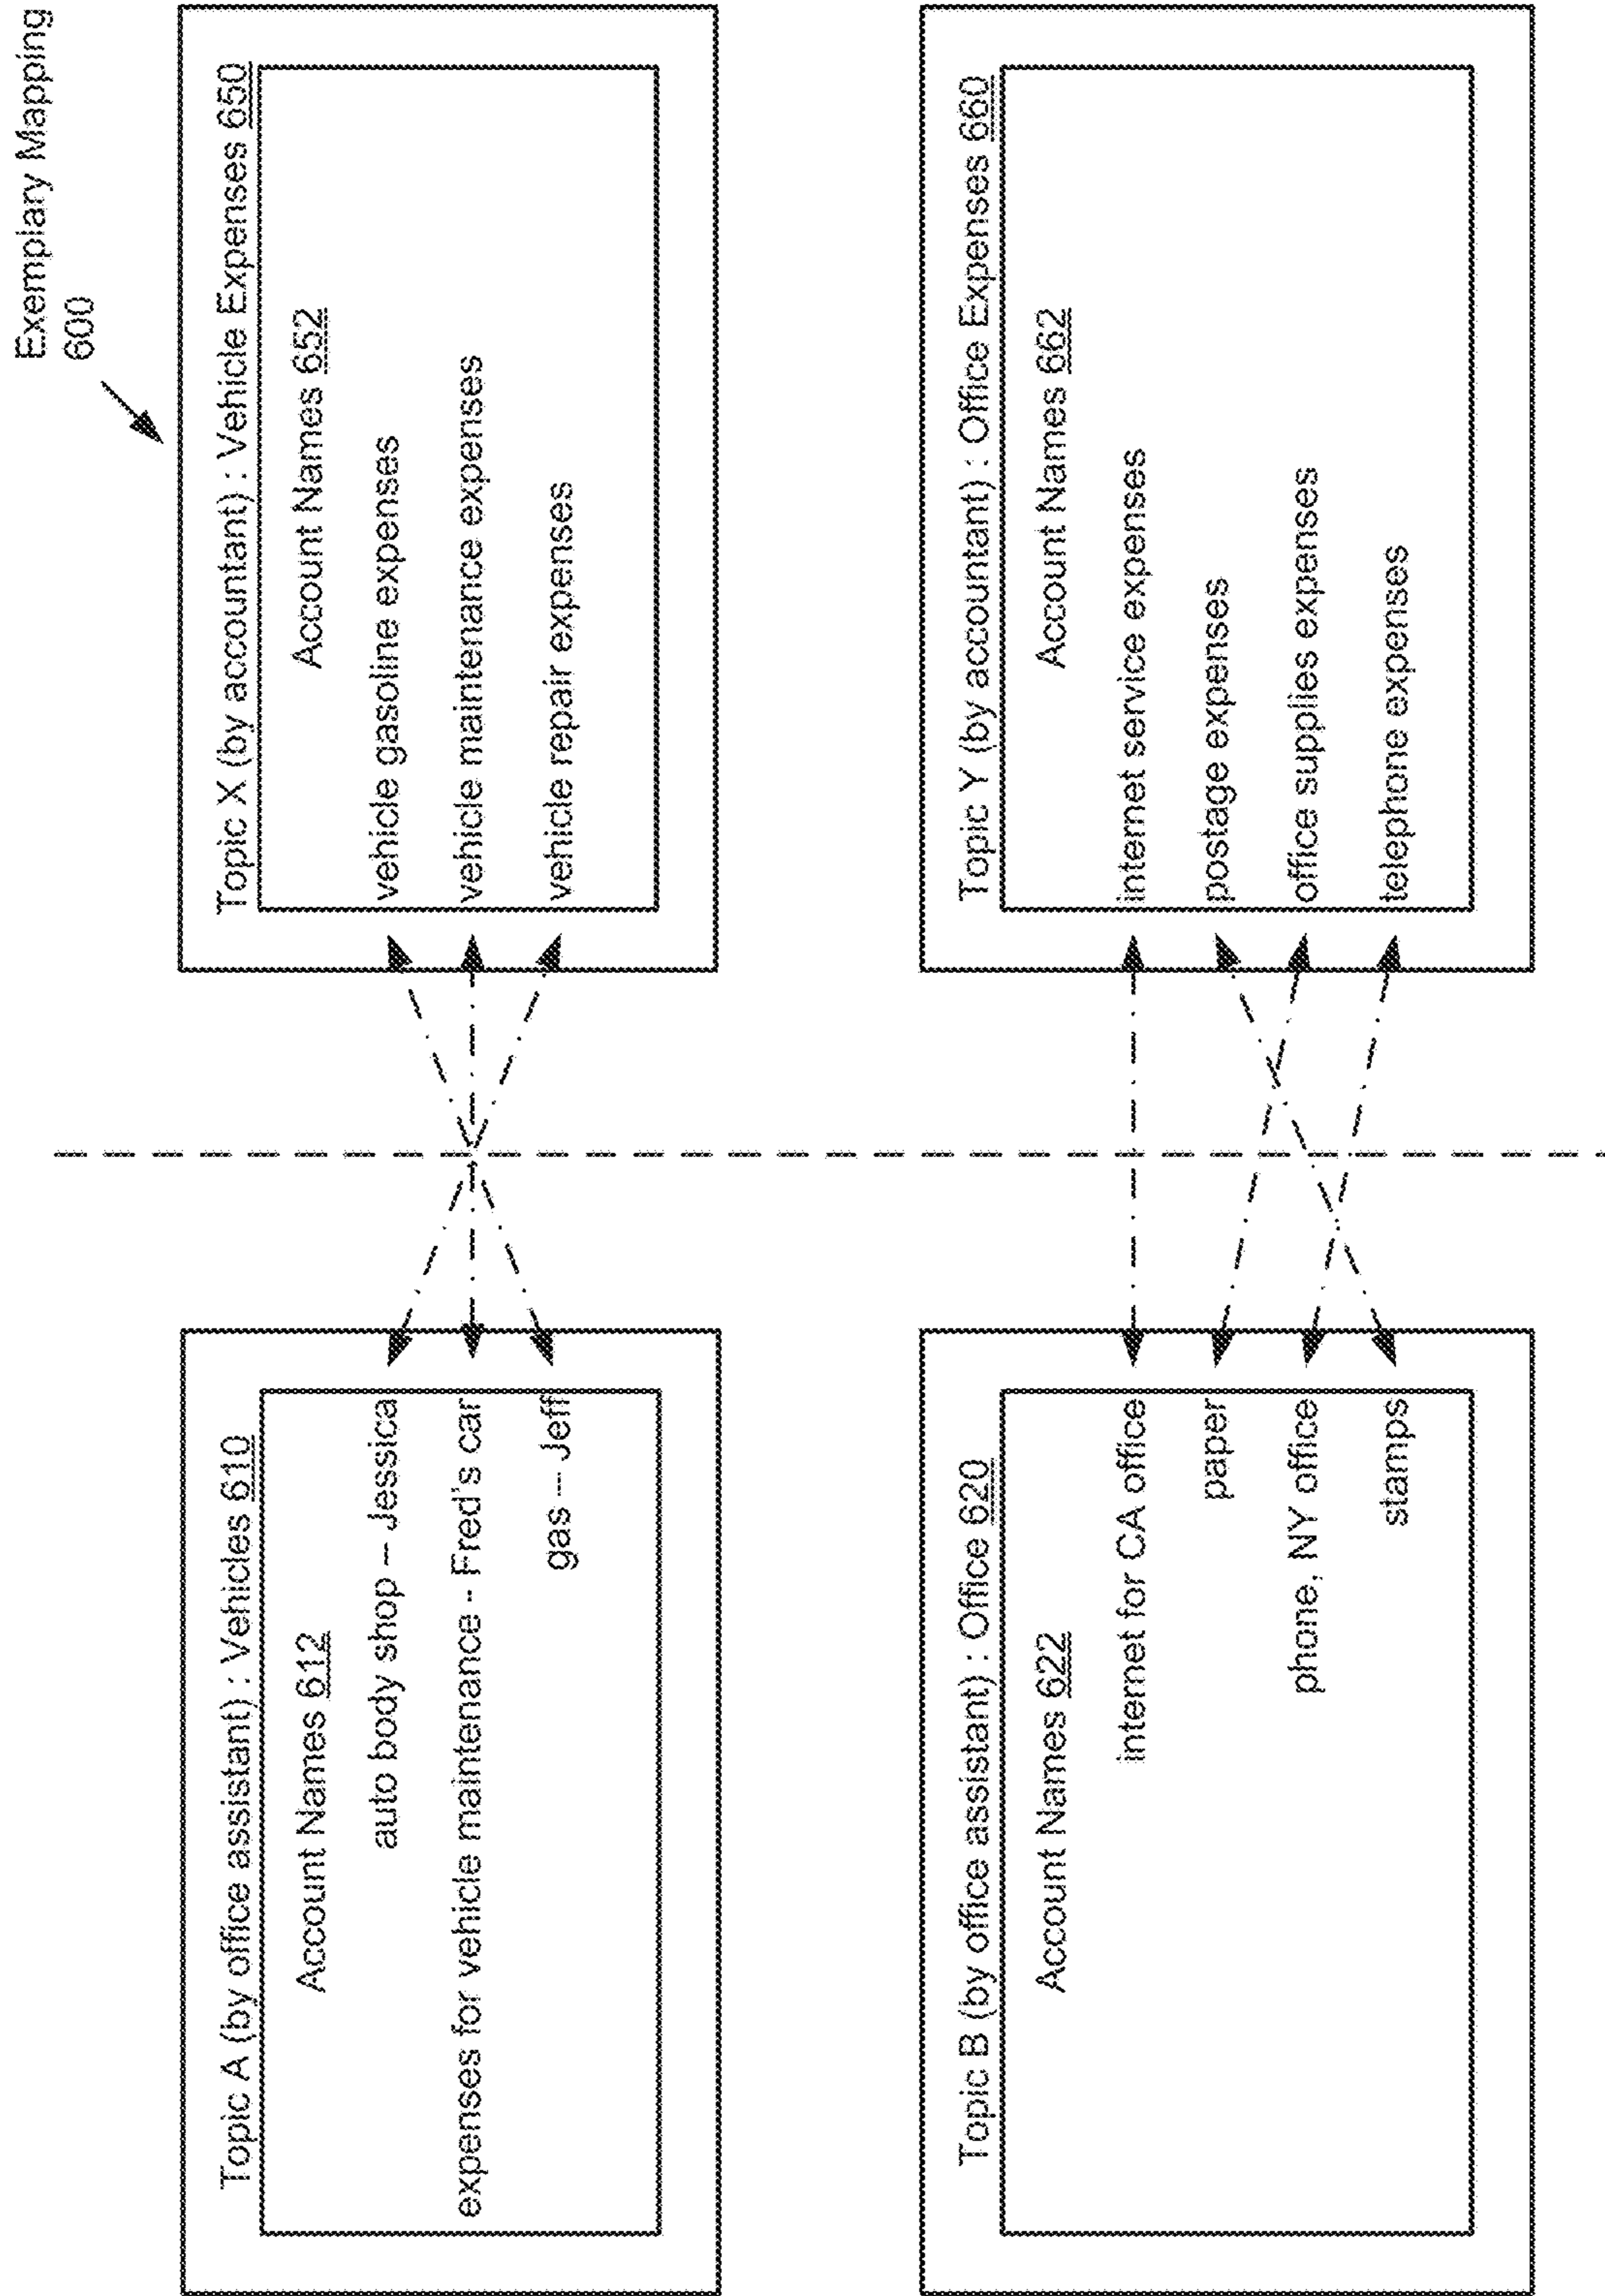 Exemplary Mapping
600
Topic A (by office assistant) : Vehicles 610
Account Names 612
auto body shop – Jessica
expenses for vehicle maintenance - Fred's car
gas – Jeff
Topic X (by accountant) : Vehicle Expenses 650
Account Names 652
vehicle gasoline expenses
vehicle maintenance expenses
vehicle repair expenses
Topic B (by office assistant) : Office 620
Account Names 622
internet for CA office
paper
phone, NY office
stamps
Topic Y (by accountant) : Office Expenses 660
Account Names 662
internet service expenses
postage expenses
office supplies expenses
telephone expenses